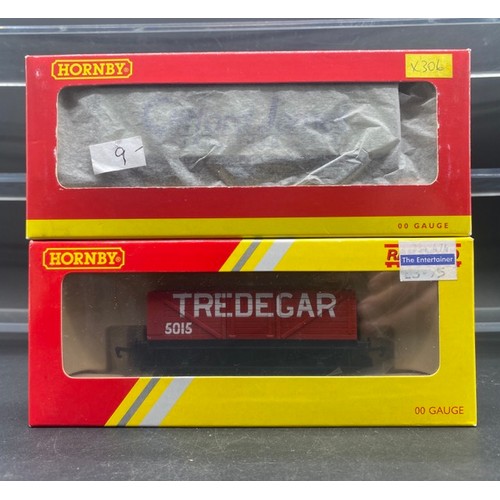 HORNBY®
X306
9-
00 GAUGE
HORNBY®
The Entertainer
TREDEGAR
5015
00 GAUGE